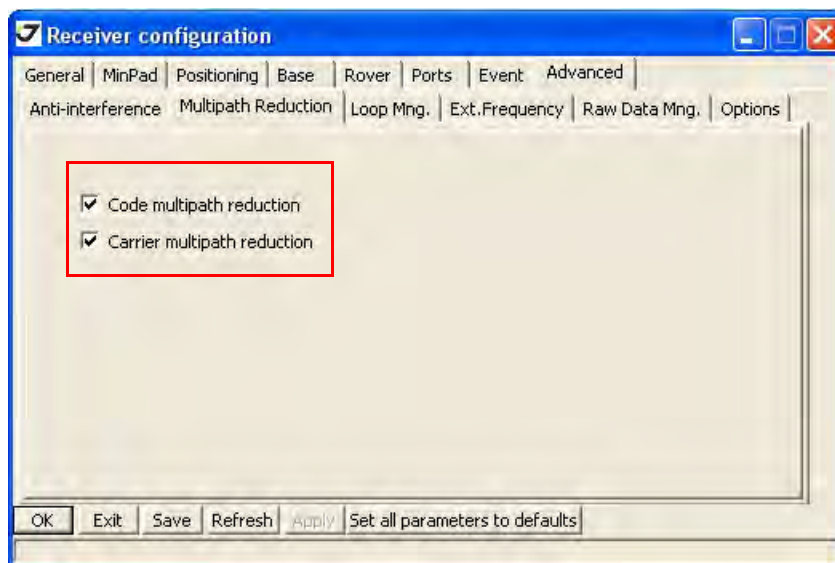 Receiver configuration
General MinPad Positioning Base Rover Ports Event Advanced
Anti-interference Multipath Reduction Loop Mng. Ext.Frequency Raw Data Mng. Options
Code multipath reduction
Carrier multipath reduction
OK Exit Save Refresh Apply Set all parameters to defaults